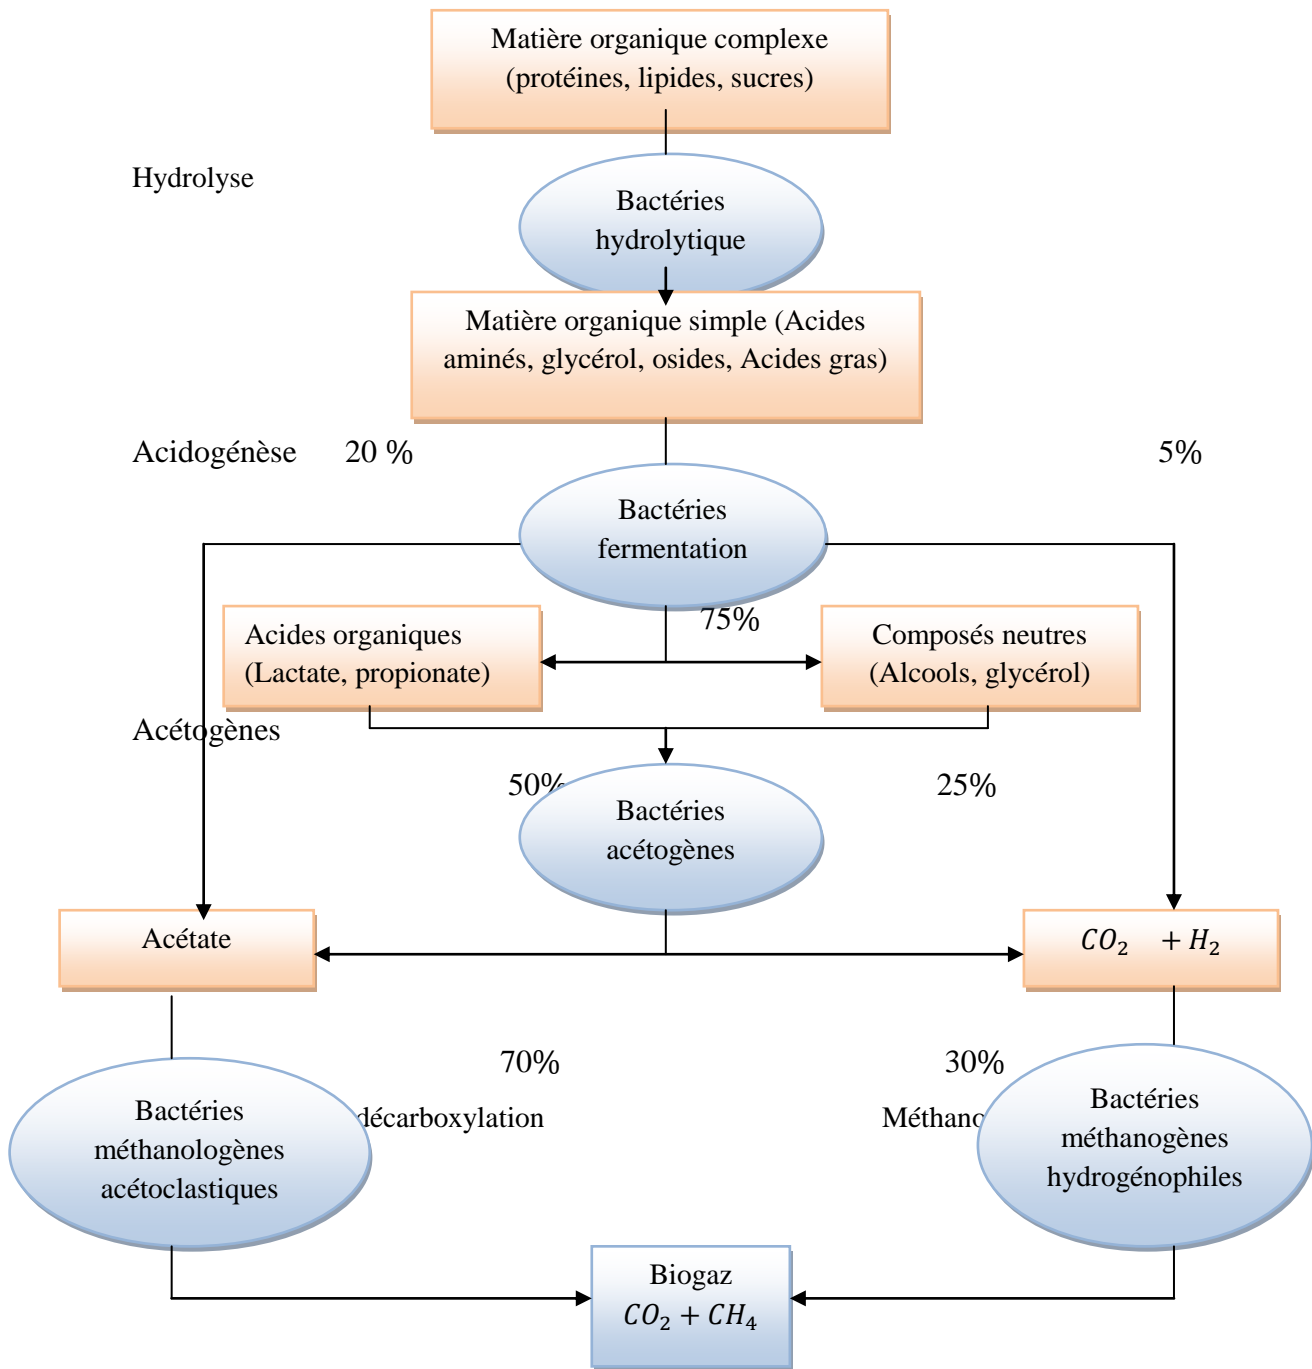 Matière organique complexe
(protéines, lipides, sucres)
Hydrolyse
Bactéries
hydrolytique
Matière organique simple (Acides
aminés, glycérol, osides, Acides gras)
Acidogénèse
20 %
5%
Bactéries
fermentation
75%
Acides organiques
(Lactate, propionate)
Composés neutres
(Alcools, glycérol)
Acétogènes
50%
25%
Bactéries
acétogènes
Acétate
CO₂ + H₂
70%
30%
décarboxylation
Bactéries
méthanologènes
acétoclastiques
Bactéries
méthanogènes
hydrogénophiles
Biogaz
CO₂ + CH₄